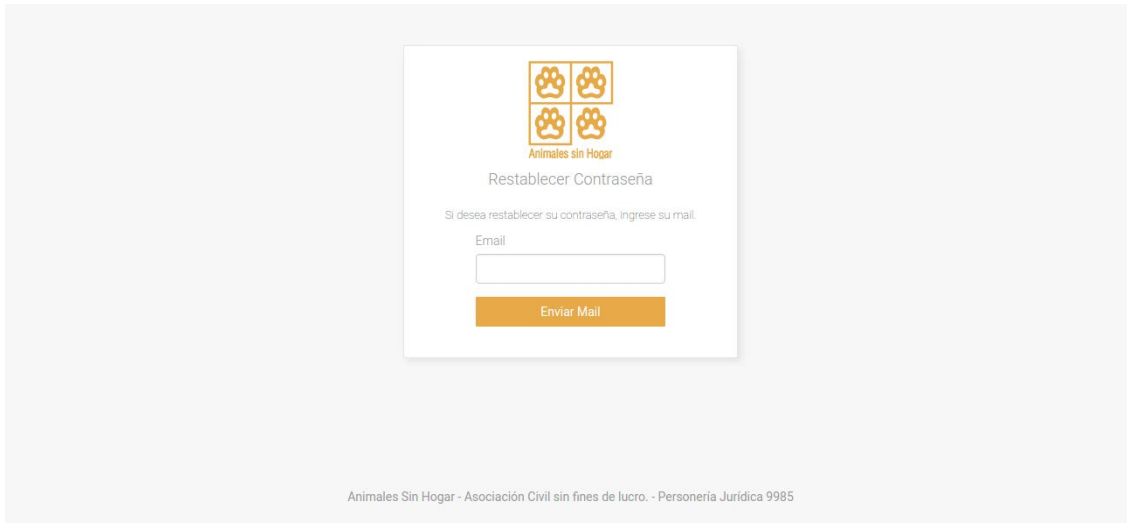 Animales sin Hogar
Restablecer Contraseña
Si desea restablecer su contraseña, ingrese su mail.
Email
Enviar Mail
Animales Sin Hogar - Asociación Civil sin fines de lucro. - Personería Jurídica 9985